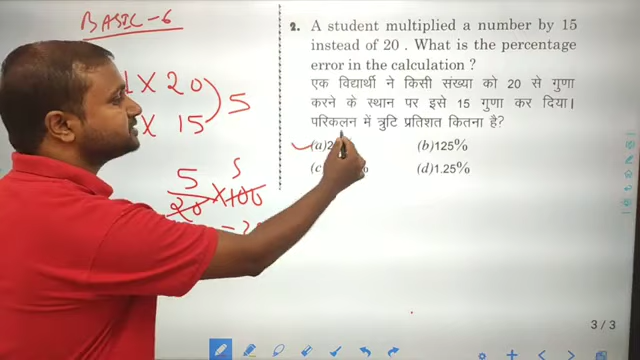 BASIC-6
1 X 20
X 15
5
5
20 X 100
5
2. A student multiplied a number by 15
instead of 20 . What is the percentage
error in the calculation ?
एक विद्यार्थी ने किसी संख्या को 20 से गुणा
करने के स्थान पर इसे 15 गुणा कर दिया।
परिकलन में त्रुटि प्रतिशत कितना है?
(a) (b) 125%
(c) (d) 1.25%
3 / 3